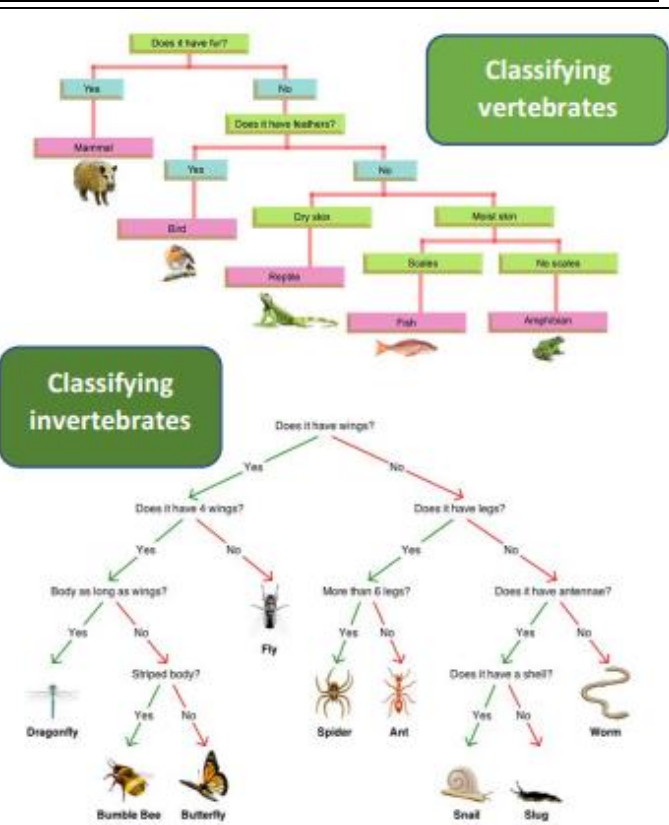 Does it have fur?
Classifying
vertebrates
Yes
No
Does it have feathers?
Mammal
Yes
No
Dry skin
Moist skin
Bird
Scales
No scales
Reptile
Fish
Amphibian
Classifying
invertebrates
Does it have wings?
Yes
No
Does it have 4 wings?
Does it have legs?
Yes
No
Yes
No
Body as long as wings?
More than 6 legs?
Does it have antennae?
Yes
No
Fly
Yes
No
Yes
No
Striped body?
Does it have a shell?
Dragonfly
Yes
No
Spider
Ant
Yes
No
Worm
Bumble Bee
Butterfly
Snail
Slug